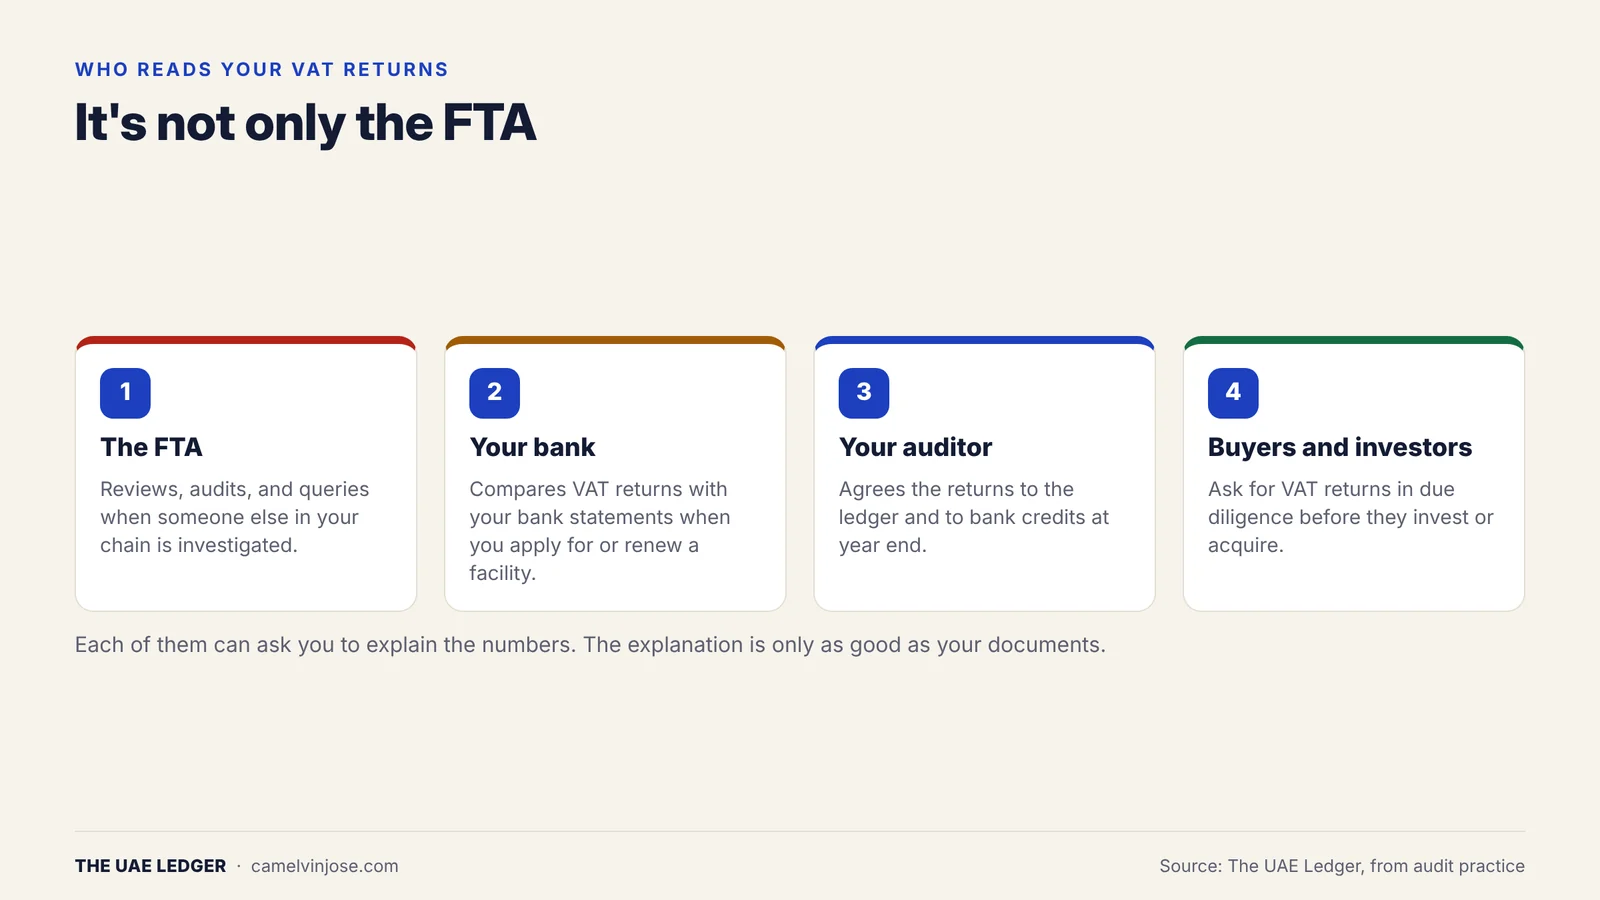 WHO READS YOUR VAT RETURNS
It's not only the FTA
1
The FTA
Reviews, audits, and queries
when someone else in your
chain is investigated.
2
Your bank
Compares VAT returns with
your bank statements when
you apply for or renew a
facility.
3
Your auditor
Agrees the returns to the
ledger and to bank credits at
year end.
4
Buyers and investors
Ask for VAT returns in due
diligence before they invest or
acquire.
Each of them can ask you to explain the numbers. The explanation is only as good as your documents.
THE UAE LEDGER · camelvinjose.com
Source: The UAE Ledger, from audit practice